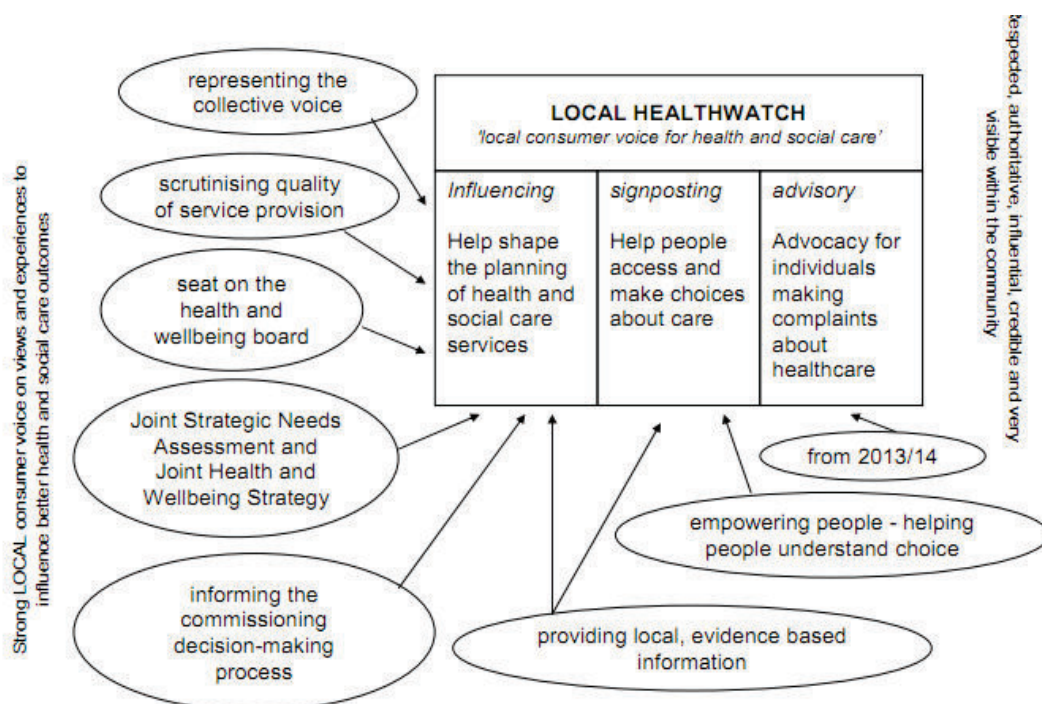 representing the
collective voice
scrutinising quality
of service provision
seat on the
health and
wellbeing board
Joint Strategic Needs
Assessment and
Joint Health and
Wellbeing Strategy
informing the
commissioning
decision-making
process
LOCAL HEALTHWATCH
'local consumer voice for health and social care'
Influencing
Help shape
the planning
of health and
social care
services
signposting
Help people
access and
make choices
about care
advisory
Advocacy for
individuals
making
complaints
about
healthcare
from 2013/14
empowering people - helping
people understand choice
providing local, evidence based
information
Strong LOCAL consumer voice on views and experiences to
influence better health and social care outcomes
Respected, authoritative, influential, credible and very
visible within the community